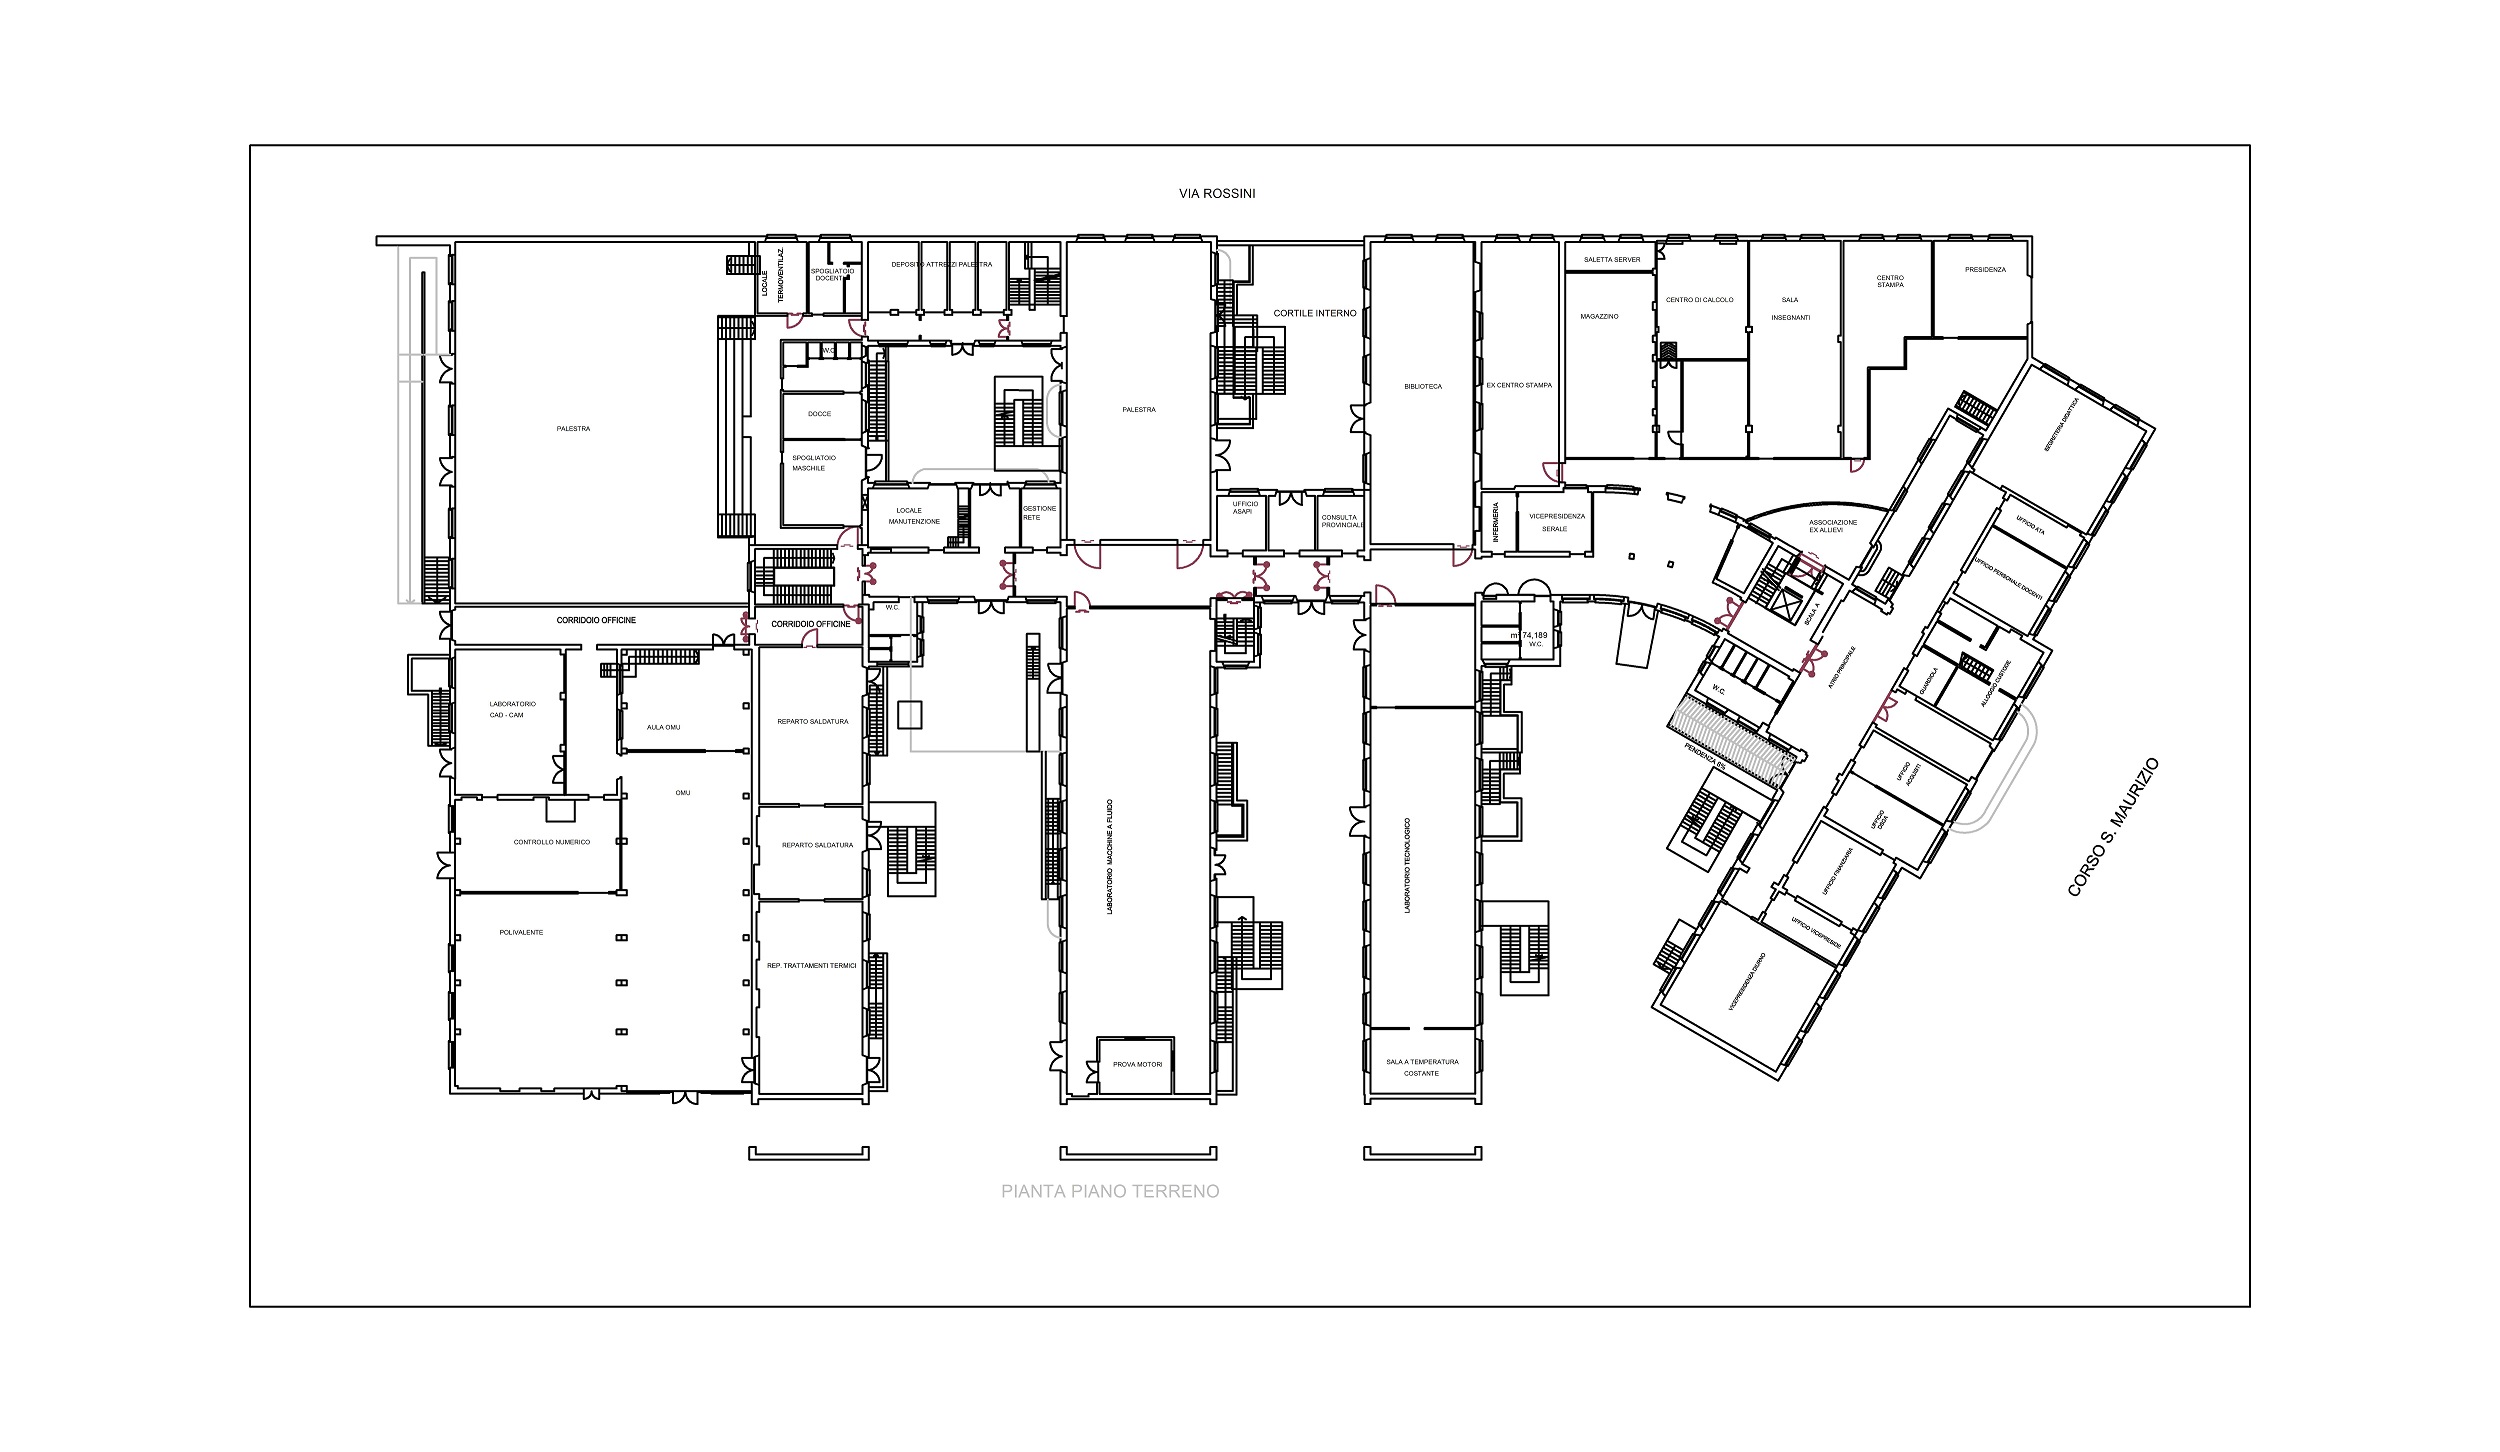 VIA ROSSINI
LOCALE
TERMOVENTILAZ.
SPOGLIATOIO
DOCENTI
DEPOSITO ATTREZZI PALESTRA
CORTILE INTERNO
SALETTA SERVER
MAGAZZINO
CENTRO DI CALCOLO
SALA
INSEGNANTI
CENTRO
STAMPA
PRESIDENZA
W.C.
DOCCE
SPOGLIATOIO
MASCHILE
PALESTRA
PALESTRA
BIBLIOTECA
EX CENTRO STAMPA
SEGRETERIA DIDATTICA
LOCALE
MANUTENZIONE
GESTIONE
RETE
UFFICIO
ASAPI
CONSULTA
PROVINCIALE
INFERMERIA
VICEPRESIDENZA
SERALE
ASSOCIAZIONE
EX ALLIEVI
UFFICIO ATA
UFFICIO PERSONALE DOCENTI
CORRIDOIO OFFICINE
CORRIDOIO OFFICINE
W.C.
m² 74,189
W.C.
SCALA A
ATRIO PRINCIPALE
GUARDIOLA
ALLOGGIO CUSTODE
W.C.
PENDENZA 8%
LABORATORIO
CAD - CAM
AULA OMU
REPARTO SALDATURA
OMU
CONTROLLO NUMERICO
REPARTO SALDATURA
POLIVALENTE
REP. TRATTAMENTI TERMICI
LABORATORIO MACCHINE A FLUIDO
LABORATORIO TECNOLOGICO
UFFICIO
ACQUISTI
UFFICIO
DSGA
UFFICIO FINANZIARIA
UFFICIO VICEPRESIDE
VICEPRESIDENZA DIURNO
CORSO S. MAURIZIO
PROVA MOTORI
SALA A TEMPERATURA
COSTANTE
PIANTA PIANO TERRENO